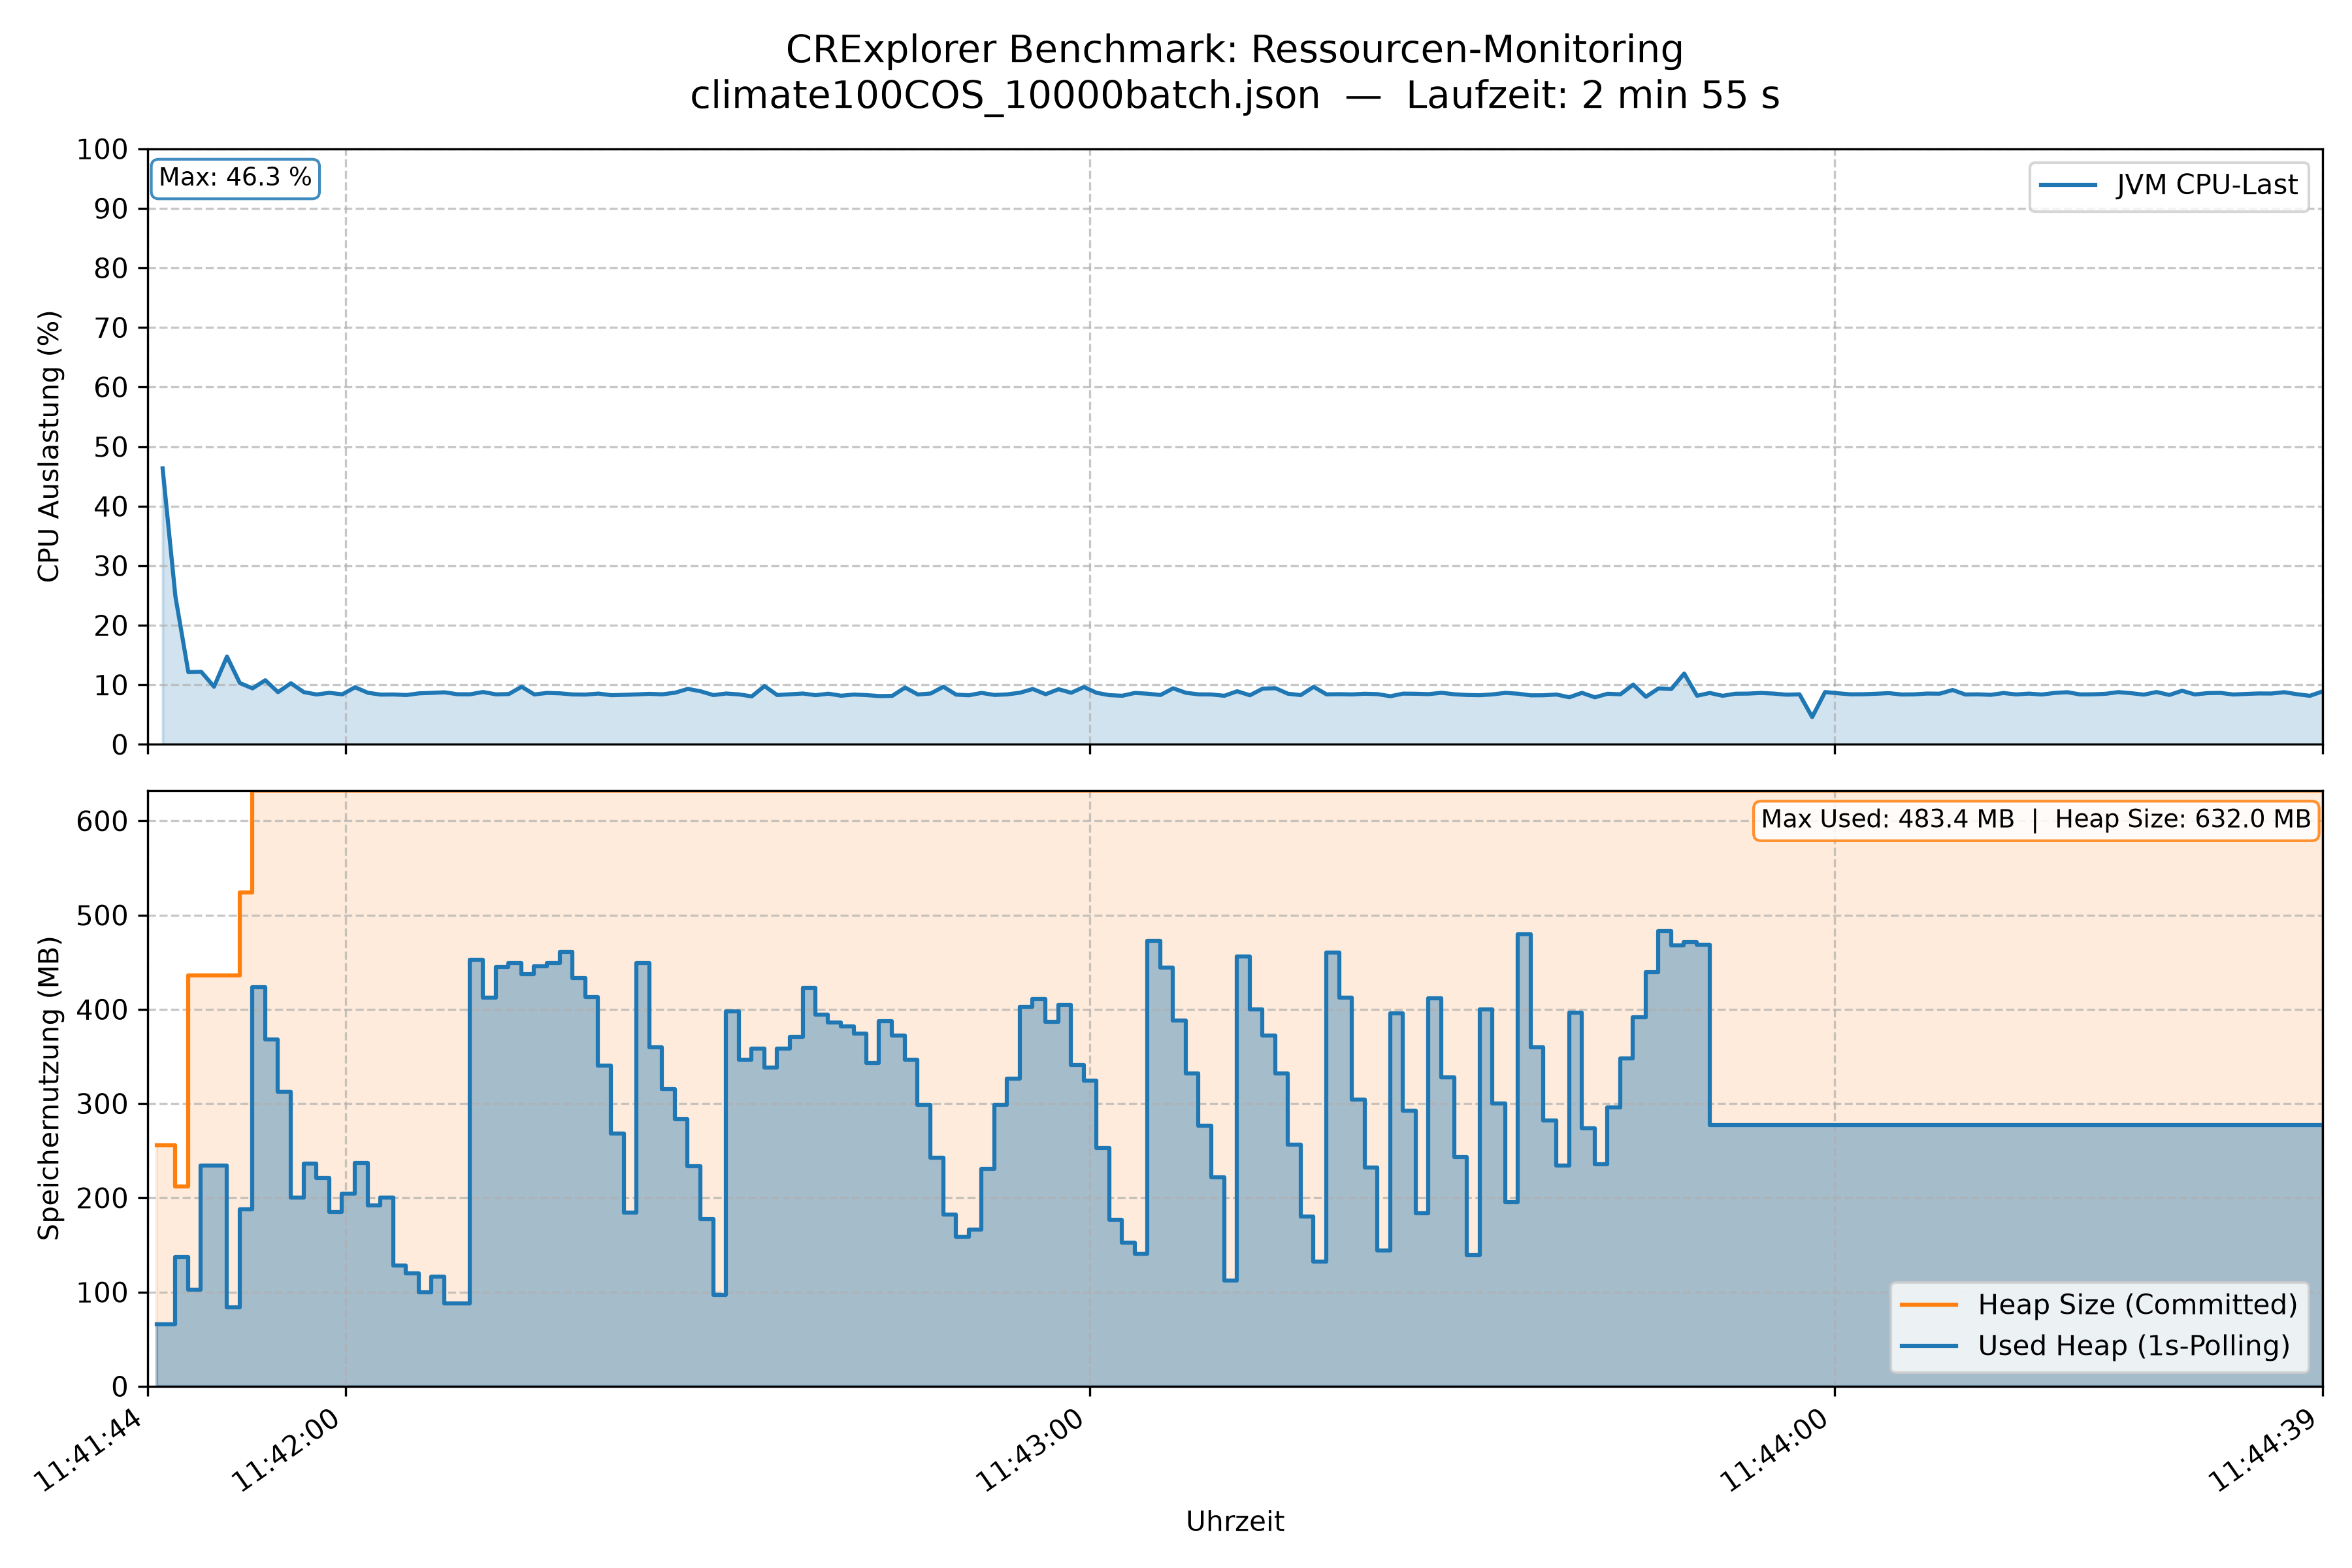 CRExplorer Benchmark: Ressourcen-Monitoring
climate100COS_10000batch.json — Laufzeit: 2 min 55 s
Max: 46.3 %
JVM CPU-Last
CPU Auslastung (%)
100
90
80
70
60
50
40
30
20
10
0
Max Used: 483.4 MB | Heap Size: 632.0 MB
Speichernutzung (MB)
600
500
400
300
200
100
0
Heap Size (Committed)
Used Heap (1s-Polling)
11:41:44
11:42:00
11:43:00
11:44:00
11:44:39
Uhrzeit